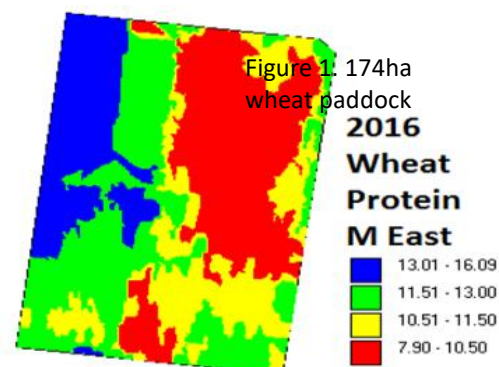 Figure 1. 174ha
wheat paddock
2016
Wheat
Protein
M East
13.01 - 16.09
11.51 - 13.00
10.51 - 11.50
7.90 - 10.50